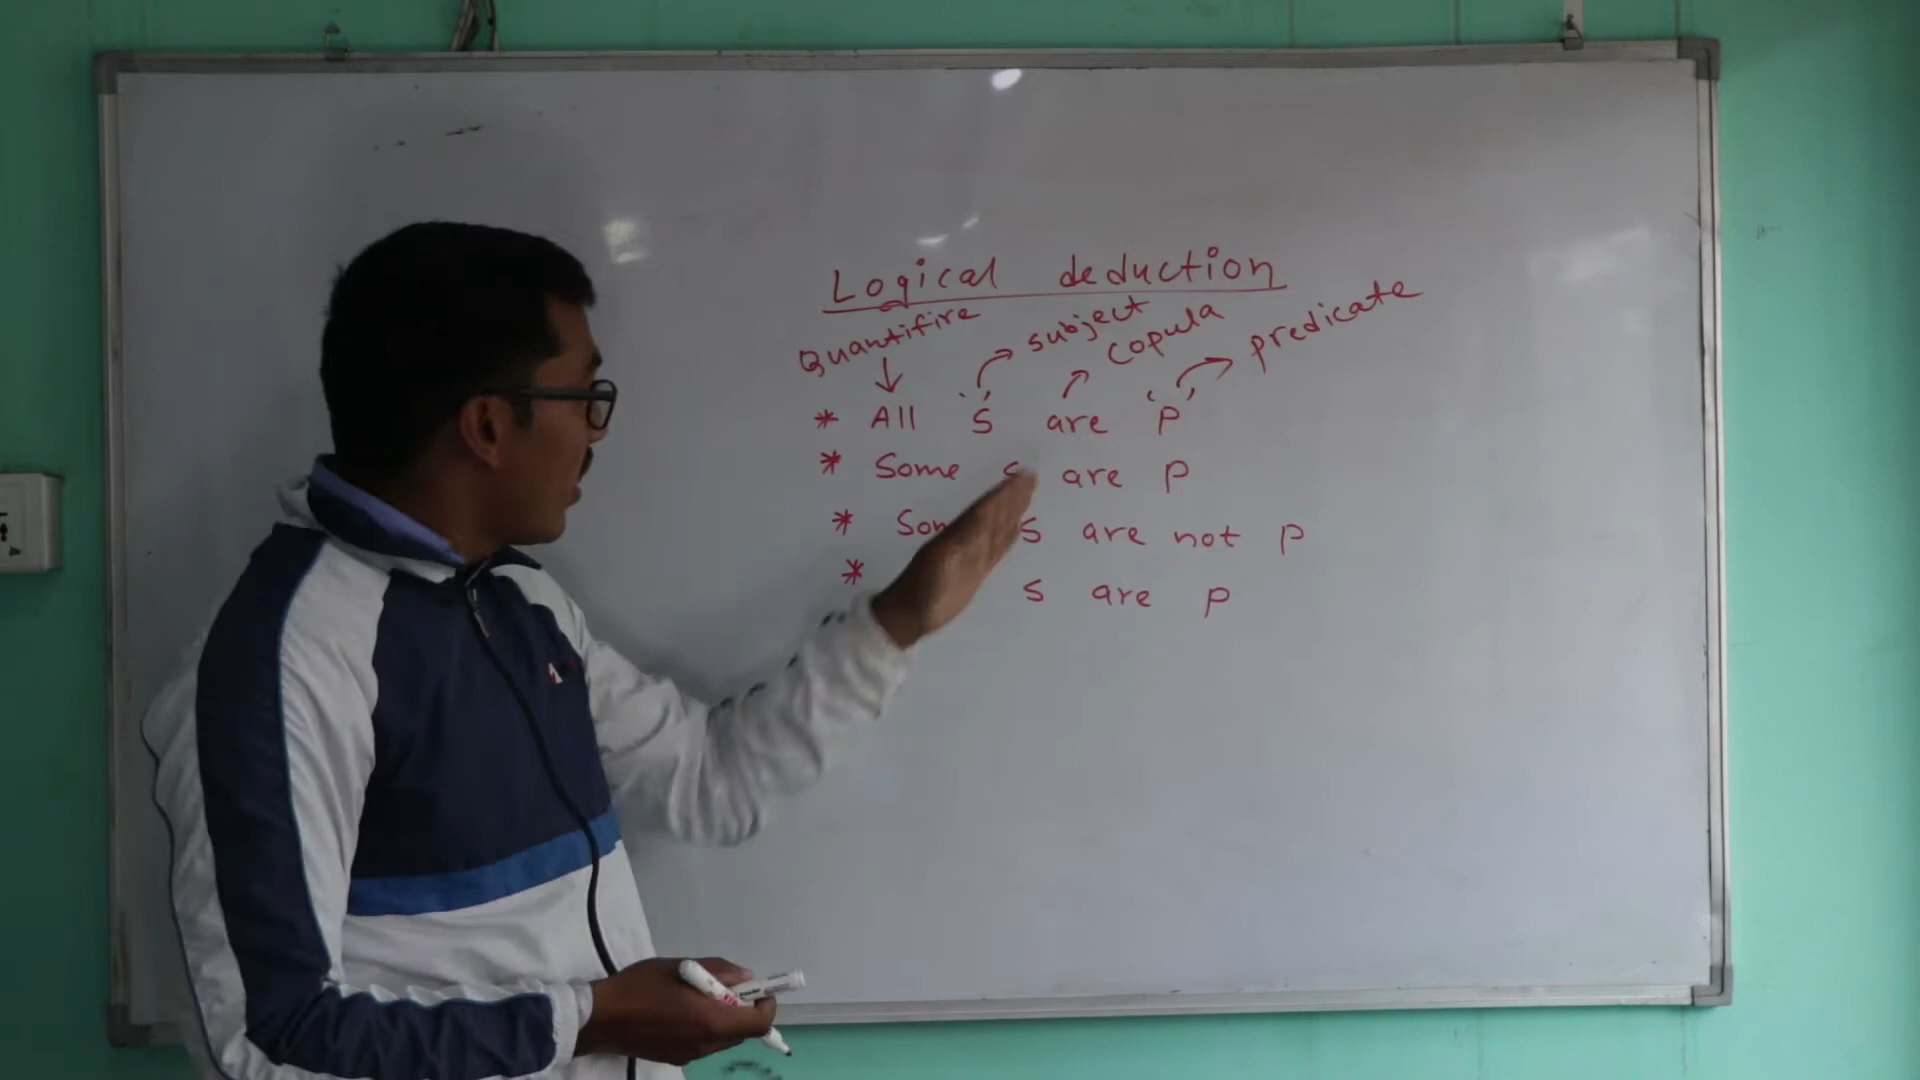 Logical deduction
Quantifire subject copula predicate
* All 'S' are 'P'
* Some s are p
* s are not p
* s are p